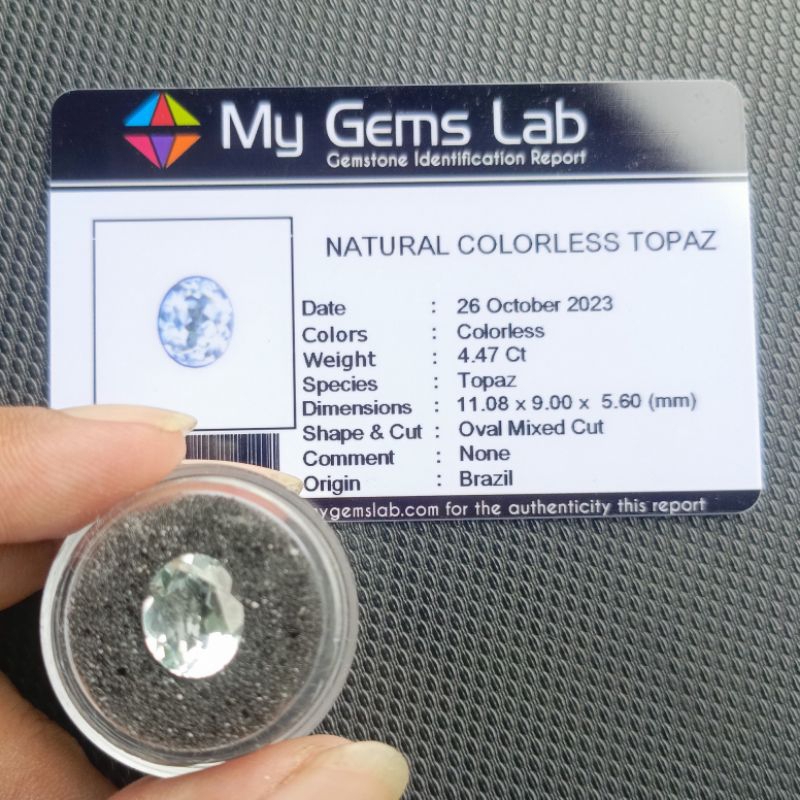 My Gems Lab
Gemstone Identification Report
NATURAL COLORLESS TOPAZ
Date : 26 October 2023
Colors : Colorless
Weight : 4.47 Ct
Species : Topaz
Dimensions : 11.08 x 9.00 x 5.60 (mm)
Shape & Cut : Oval Mixed Cut
Comment : None
Origin : Brazil
ygemslab.com for the authenticity this report